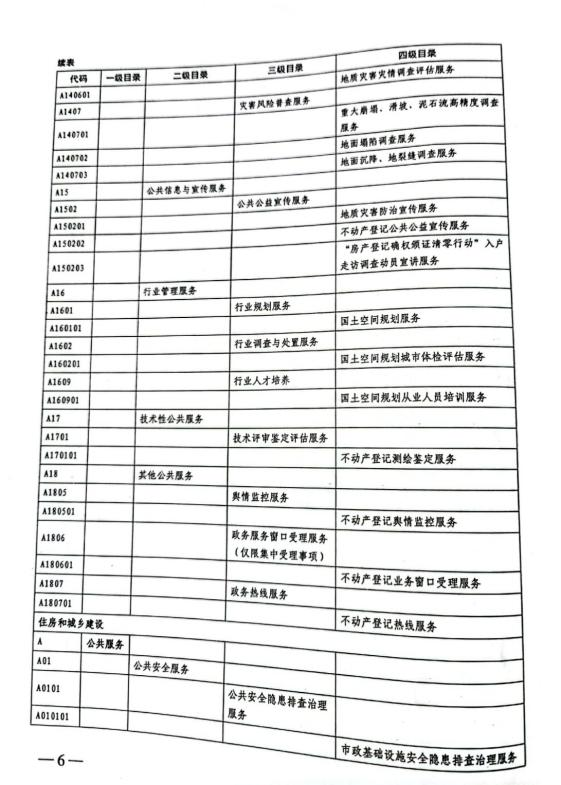 续表
代码 一级目录 二级目录 三级目录 四级目录
A140601 地质灾害灾情调查评估服务
A1407 灾害风险普查服务
A140701 重大崩塌、滑坡、泥石流高精度调查
服务
A140702 地面塌陷调查服务
A140703 地面沉降、地裂缝调查服务
A15 公共信息与宣传服务
A1502 公共公益宣传服务
A150201 地质灾害防治宣传服务
A150202 不动产登记公共公益宣传服务
A150203 “房产登记确权颁证清零行动”入户
走访调查动员宣讲服务
A16 行业管理服务
A1601 行业规划服务
A160101 国土空间规划服务
A1602 行业调查与处置服务
A160201 国土空间规划城市体检评估服务
A1609 行业人才培养
A160901 国土空间规划从业人员培训服务
A17 技术性公共服务
A1701 技术评审鉴定评估服务
A170101 不动产登记测绘鉴定服务
A18 其他公共服务
A1805 舆情监控服务
A180501 不动产登记舆情监控服务
A1806 政务服务窗口受理服务
（仅限集中受理事项）
A180601 不动产登记业务窗口受理服务
A1807 政务热线服务
A180701 不动产登记热线服务
住房和城乡建设
A 公共服务
A01 公共安全服务
A0101 公共安全隐患排查治理
服务
A010101 市政基础设施安全隐患排查治理服务
—6—